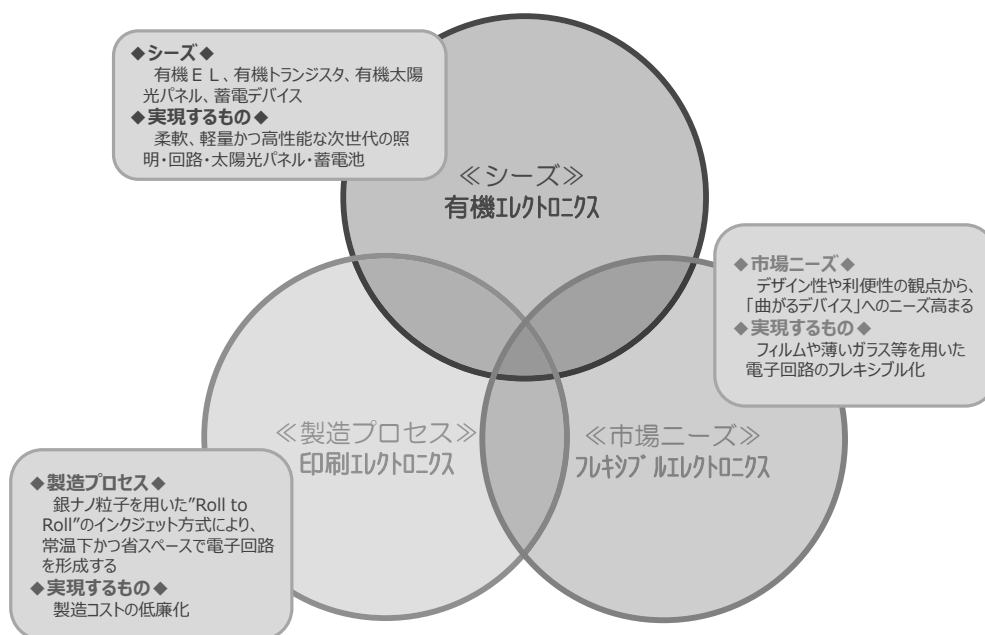 ◆シーズ◆
有機ＥＬ、有機トランジスタ、有機太陽
光パネル、蓄電デバイス
◆実現するもの◆
柔軟、軽量かつ高性能な次世代の照
明・回路・太陽光パネル・蓄電池
≪シーズ≫
有機ｴﾚｸﾄﾛﾆｸｽ
◆市場ニーズ◆
デザイン性や利便性の観点から、
「曲がるデバイス」へのニーズ高まる
◆実現するもの◆
フィルムや薄いガラス等を用いた
電子回路のフレキシブル化
≪製造プロセス≫
印刷ｴﾚｸﾄﾛﾆｸｽ
≪市場ニーズ≫
ﾌﾚｷｼﾌﾞﾙｴﾚｸﾄﾛﾆｸｽ
◆製造プロセス◆
銀ナノ粒子を用いた”Roll to
Roll”のインクジェット方式により、
常温下かつ省スペースで電子回路
を形成する
◆実現するもの◆
製造コストの低廉化